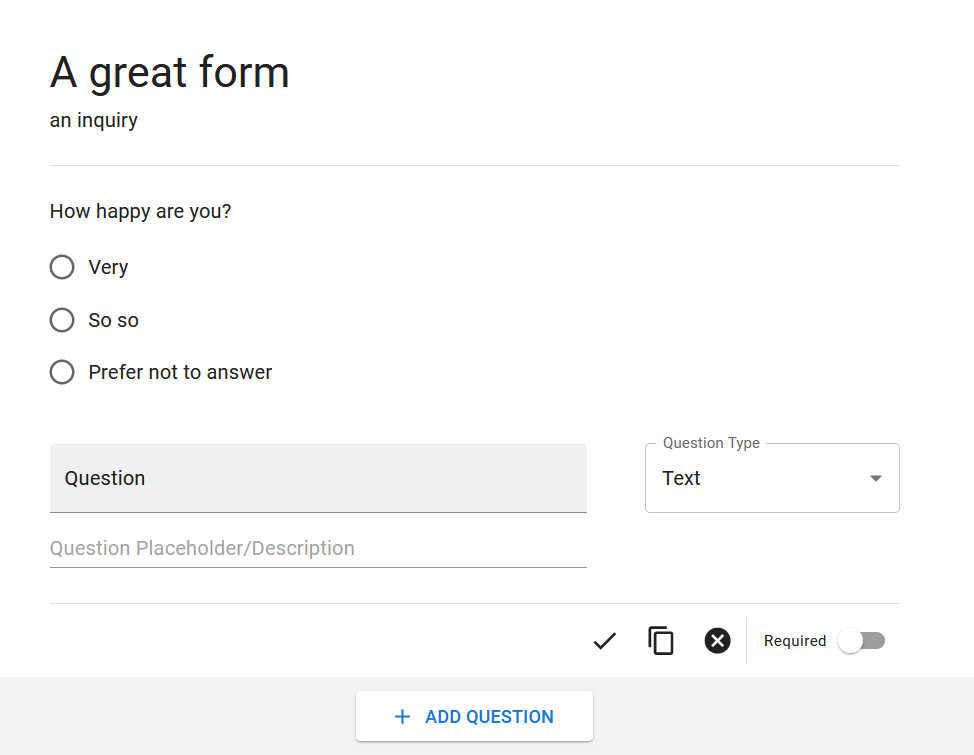 A great form
an inquiry
How happy are you?
Very
So so
Prefer not to answer
Question
Question Type
Text
Question Placeholder/Description
Required
ADD QUESTION